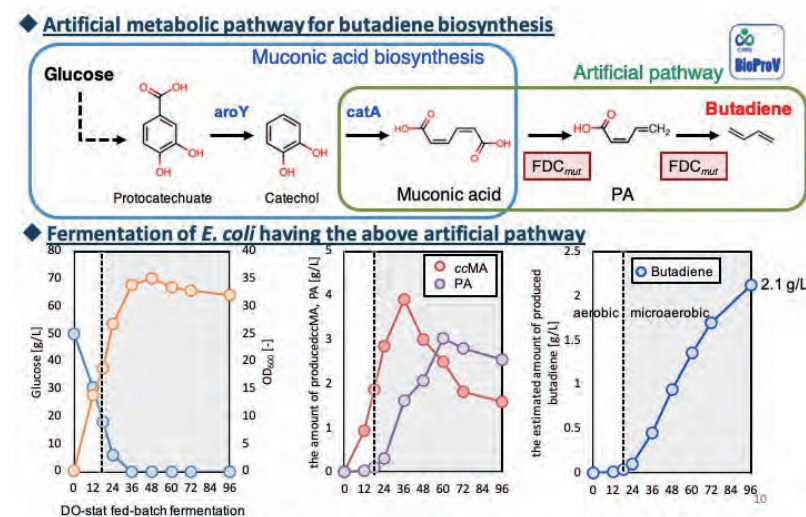 ◆ Artificial metabolic pathway for butadiene biosynthesis
Muconic acid biosynthesis
BioProV
Glucose
Artificial pathway
aroY
catA
Butadiene
OH
O
OH
OH
OH
OH
O
HO
OH
O
O
HO
CH2
FDCmut
FDCmut
Protocatechuate
Catechol
Muconic acid
PA
◆ Fermentation of E. coli having the above artificial pathway
Glucose [g/L]
80
70
60
50
40
30
20
10
0
OD600 [-]
40
35
30
25
20
15
10
5
0
0 12 24 36 48 60 72 84 96
DO-stat fed-batch fermentation
the amount of producedccMA, PA [g/L]
5
4
3
2
1
0
ccMA
PA
0 12 24 36 48 60 72 84 96
the estimated amount of produced
butadiene [g/L]
2.5
2
1.5
1
0.5
0
Butadiene
aerobic
microaerobic
2.1 g/L
0 12 24 36 48 60 72 84 96
10